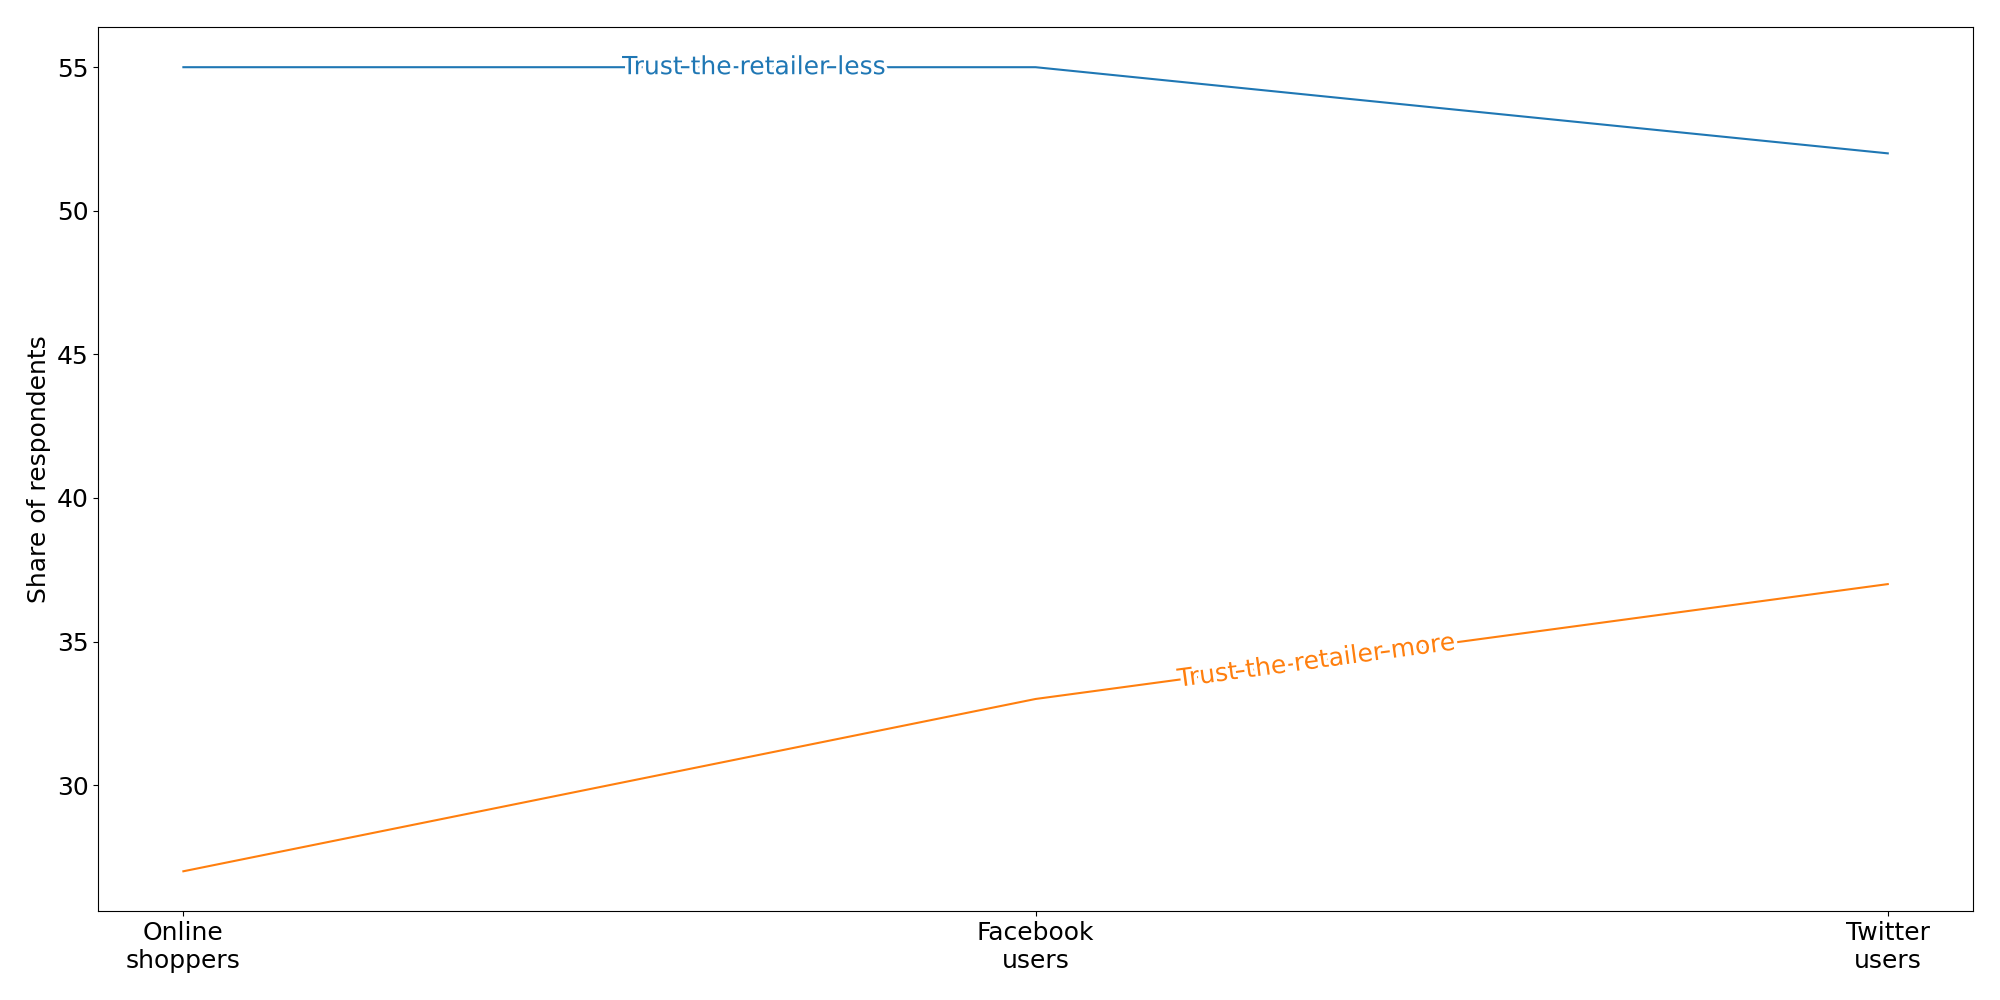 55
50
45
40
35
30
Share of respondents
Trust-the-retailer-less
Trust-the-retailer-more
Online
shoppers
Facebook
users
Twitter
users